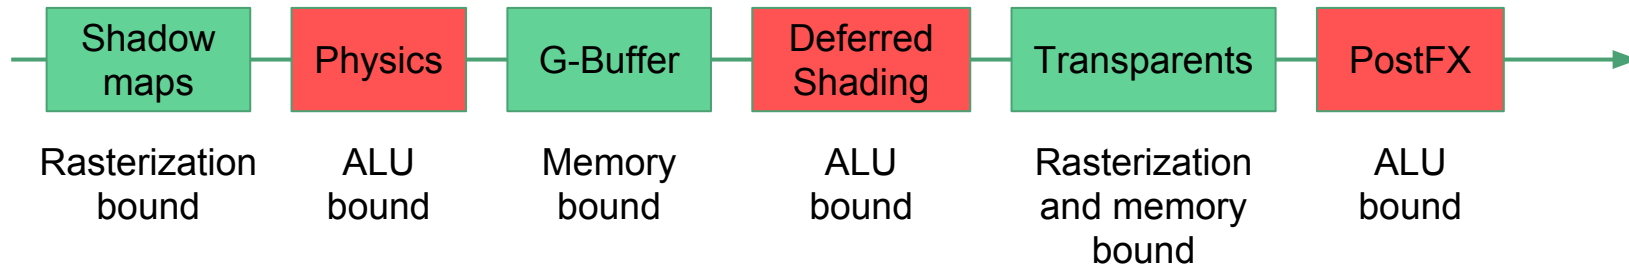 Shadow
maps
Physics
G-Buffer
Deferred
Shading
Transparents
PostFX
Rasterization
bound
ALU
bound
Memory
bound
ALU
bound
Rasterization
and memory
bound
ALU
bound